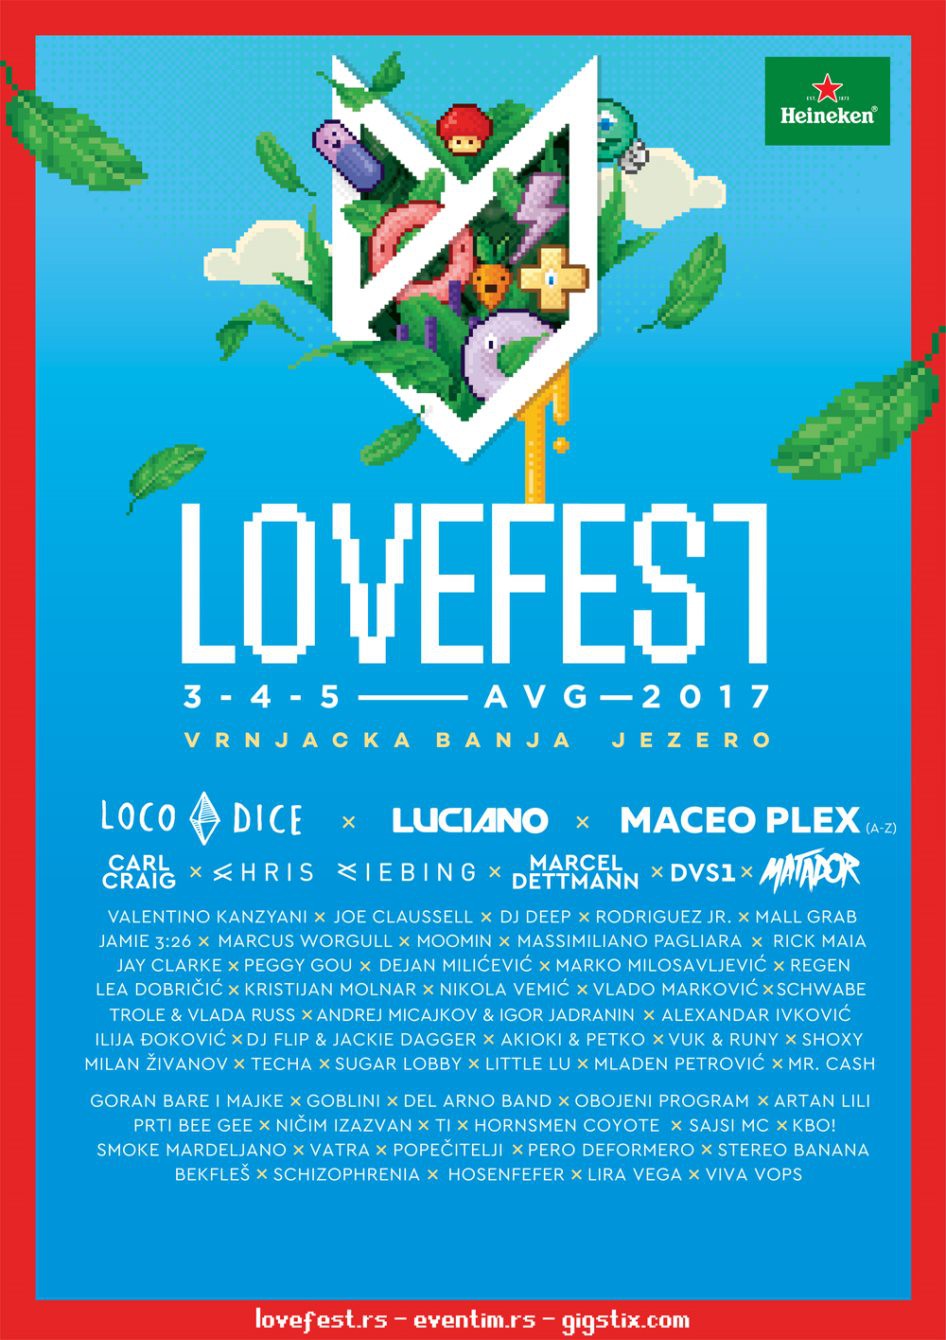 EST. 1873
Heineken®
LOVEFEST
3-4-5 — AVG — 2017
VRNJACKA BANJA JEZERO
LOCO DICE × LUCIANO × MACEO PLEX (A-Z)
CARL CRAIG × CHRIS LIEBING × MARCEL DETTMANN × DVS1 × MATADOR
VALENTINO KANZYANI × JOE CLAUSSELL × DJ DEEP × RODRIGUEZ JR. × MALL GRAB
JAMIE 3:26 × MARCUS WORGULL × MOOMIN × MASSIMILIANO PAGLIARA × RICK MAIA
JAY CLARKE × PEGGY GOU × DEJAN MILIĆEVIĆ × MARKO MILOSAVLJEVIĆ × REGEN
LEA DOBRIČIĆ × KRISTIJAN MOLNAR × NIKOLA VEMIĆ × VLADO MARKOVIĆ × SCHWABE
TROLE & VLADA RUSS × ANDREJ MICAJKOV & IGOR JADRANIN × ALEXANDAR IVKOVIĆ
ILIJA ĐOKOVIĆ × DJ FLIP & JACKIE DAGGER × AKIOKI & PETKO × VUK & RUNY × SHOXY
MILAN ŽIVANOV × TECHA × SUGAR LOBBY × LITTLE LU × MLADEN PETROVIĆ × MR. CASH
GORAN BARE I MAJKE × GOBLINI × DEL ARNO BAND × OBOJENI PROGRAM × ARTAN LILI
PRTI BEE GEE × NIČIM IZAZVAN × TI × HORNSMEN COYOTE × SAJSI MC × KBO!
SMOKE MARDELJANO × VATRA × POPEČITELJI × PERO DEFORMERO × STEREO BANANA
BEKFLEŠ × SCHIZOPHRENIA × HOSENFEFER × LIRA VEGA × VIVA VOPS
lovefest.rs – eventim.rs – gigstix.com